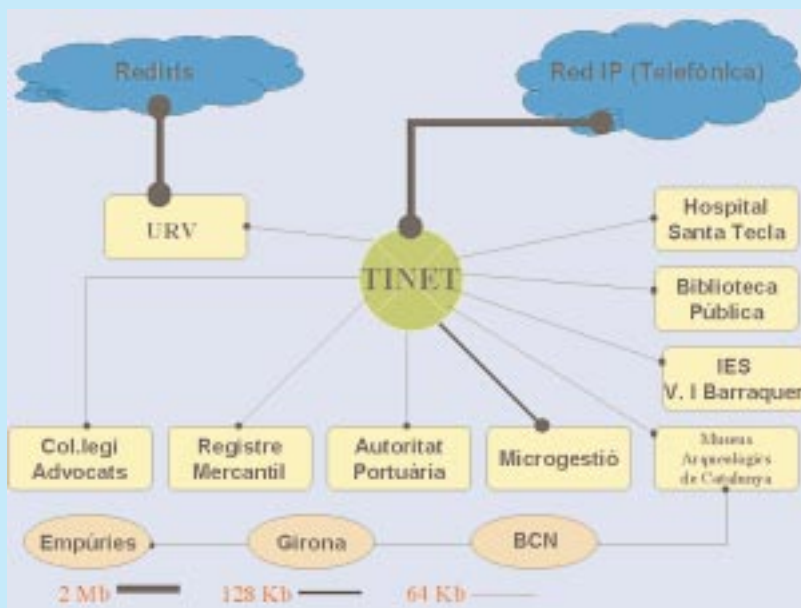 Rediris
Red IP (Telefònica)
URV
TINET
Hospital
Santa Tecla
Biblioteca
Pública
IES
V. I Barraquer
Col.legi
Advocats
Registre
Mercantil
Autoritat
Portuària
Microgestió
Museus
Arqueològics
de Catalunya
Empúries
Girona
BCN
2 Mb
128 Kb
64 Kb